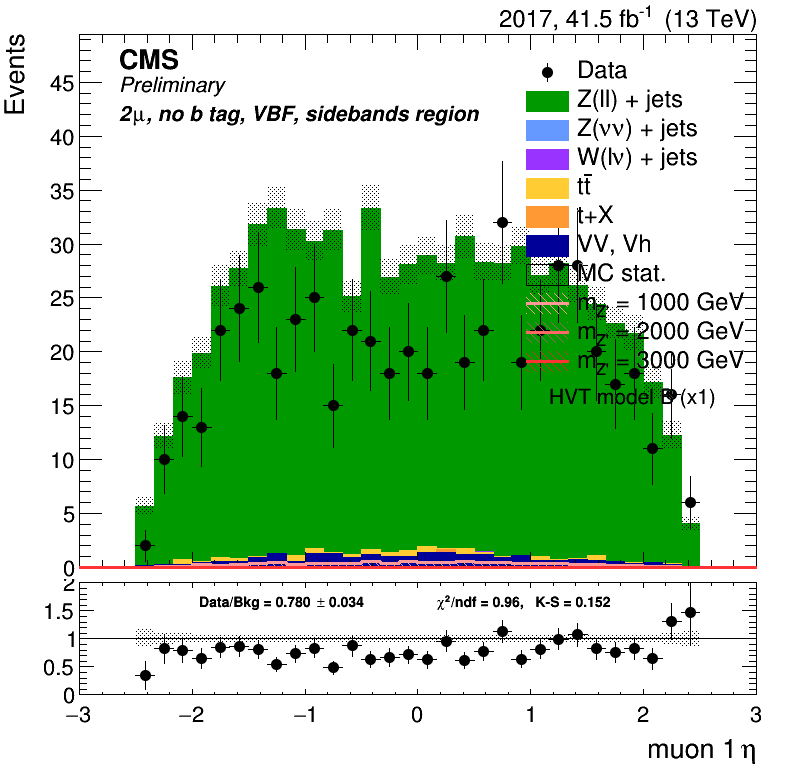 2017, 41.5 fb⁻¹ (13 TeV)
Events
CMS
Preliminary
2μ, no b tag, VBF, sidebands region
Data
Z(ll) + jets
Z(νν) + jets
W(lν) + jets
tt̄
t+X
VV, Vh
MC stat.
m_Z' = 1000 GeV
m_Z' = 2000 GeV
m_Z' = 3000 GeV
HVT model B (x1)
45
40
35
30
25
20
15
10
5
0
2
1.5
1
0.5
0
Data/Bkg = 0.780 ± 0.034 χ²/ndf = 0.96, K-S = 0.152
−3 −2 −1 0 1 2 3
muon 1 η